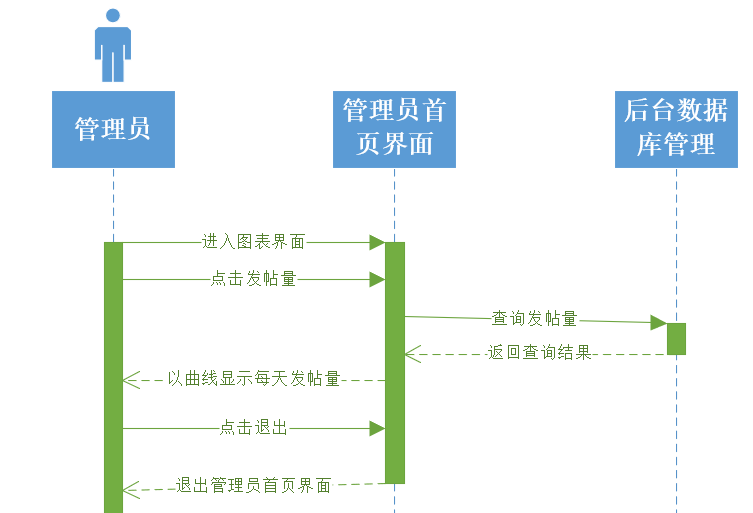 管理员
管理员首
页界面
后台数据
库管理
进入图表界面
点击发帖量
查询发帖量
返回查询结果
以曲线显示每天发帖量
点击退出
退出管理员首页界面